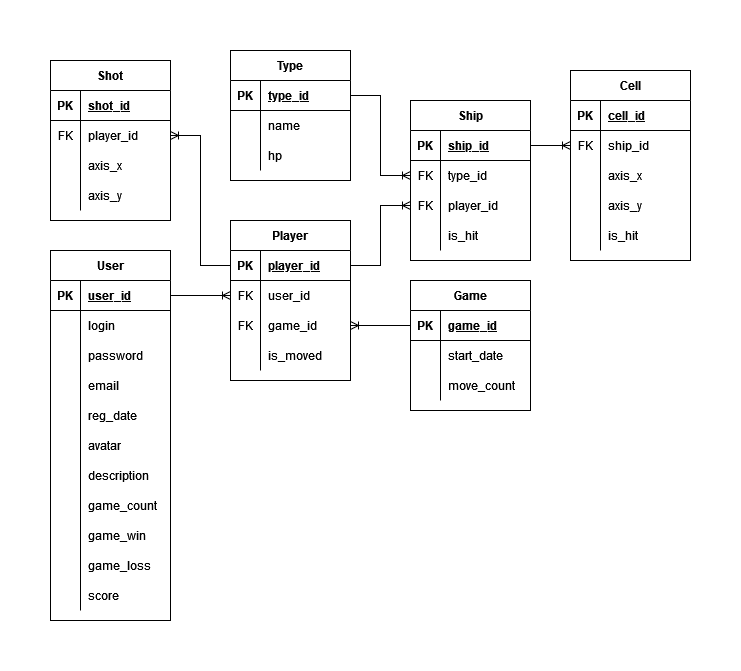 Shot
PK shot_id
FK player_id
axis_x
axis_y
Type
PK type_id
name
hp
Ship
PK ship_id
FK type_id
FK player_id
is_hit
Cell
PK cell_id
FK ship_id
axis_x
axis_y
is_hit
User
PK user_id
login
password
email
reg_date
avatar
description
game_count
game_win
game_loss
score
Player
PK player_id
FK user_id
FK game_id
is_moved
Game
PK game_id
start_date
move_count